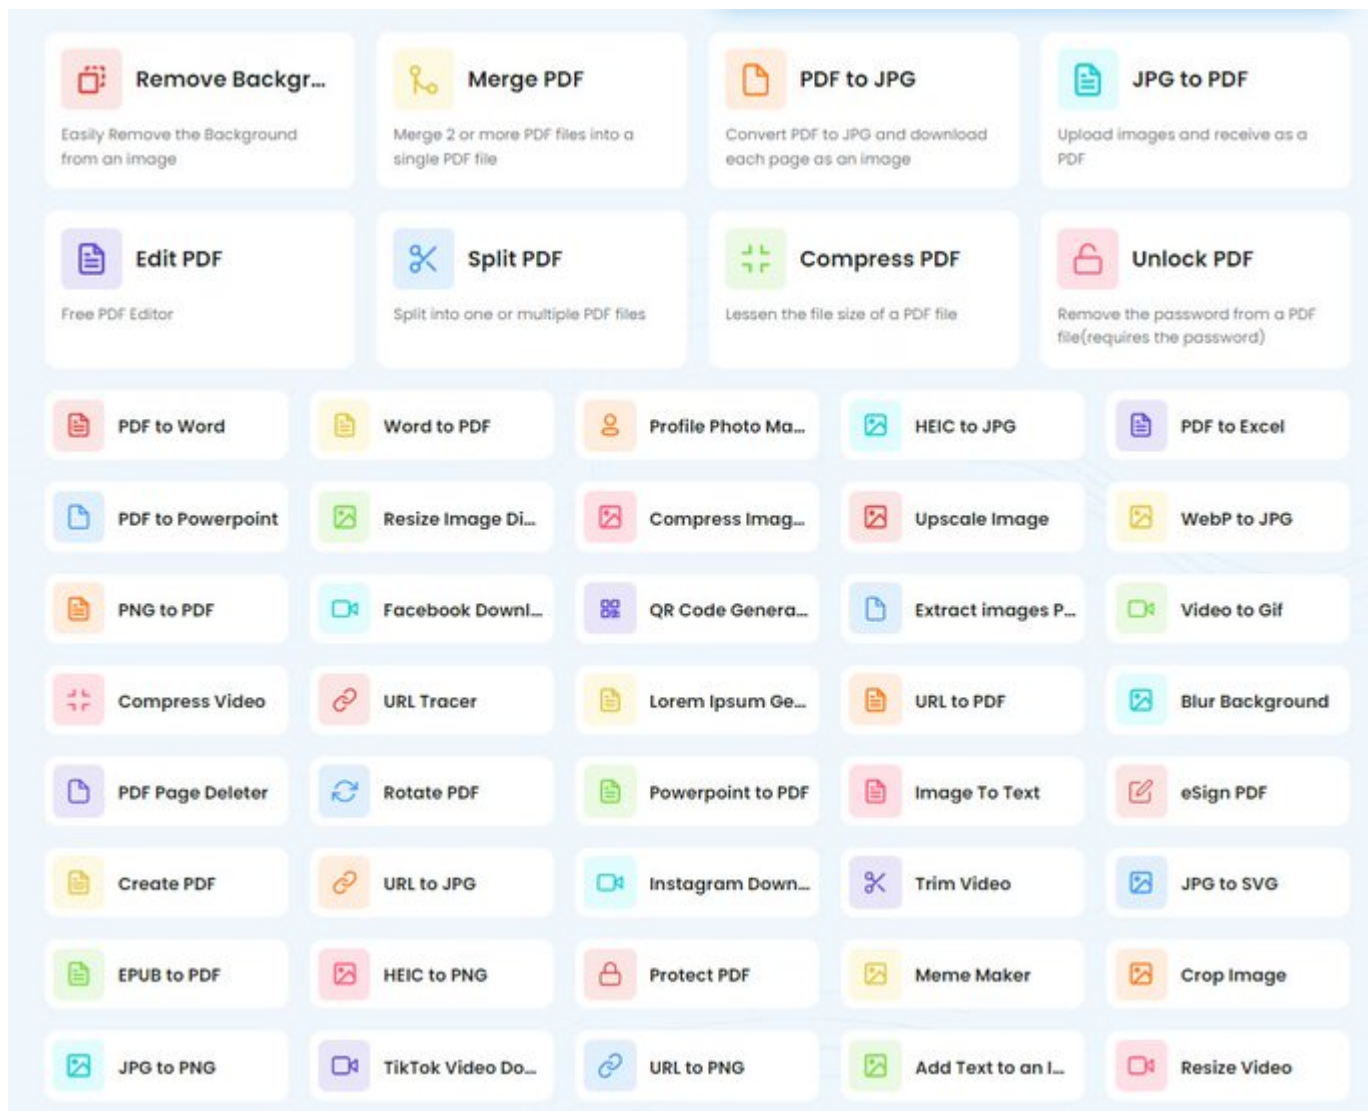 Remove Backgr...
Easily Remove the Background
from an image
Merge PDF
Merge 2 or more PDF files into a
single PDF file
PDF to JPG
Convert PDF to JPG and download
each page as an image
JPG to PDF
Upload images and receive as a
PDF
Edit PDF
Free PDF Editor
Split PDF
Split into one or multiple PDF files
Compress PDF
Lessen the file size of a PDF file
Unlock PDF
Remove the password from a PDF
file(requires the password)
PDF to Word
Word to PDF
Profile Photo Ma...
HEIC to JPG
PDF to Excel
PDF to Powerpoint
Resize Image Di...
Compress Imag...
Upscale Image
WebP to JPG
PNG to PDF
Facebook Downl...
QR Code Genera...
Extract images P...
Video to Gif
Compress Video
URL Tracer
Lorem Ipsum Ge...
URL to PDF
Blur Background
PDF Page Deleter
Rotate PDF
Powerpoint to PDF
Image To Text
eSign PDF
Create PDF
URL to JPG
Instagram Down...
Trim Video
JPG to SVG
EPUB to PDF
HEIC to PNG
Protect PDF
Meme Maker
Crop Image
JPG to PNG
TikTok Video Do...
URL to PNG
Add Text to an I...
Resize Video